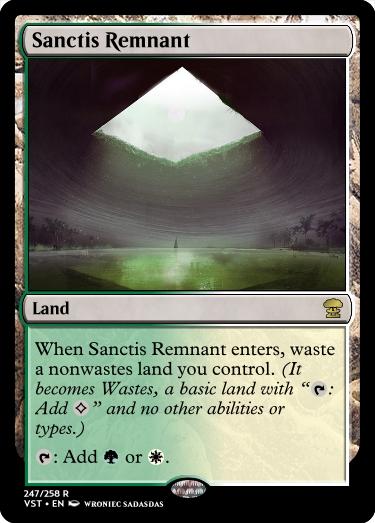 Sanctis Remnant
Land
When Sanctis Remnant enters, waste
a nonwastes land you control. (It
becomes Wastes, a basic land with “:
Add ” and no other abilities or
types.)
: Add or .
247/258 R
VST • EN WRONIEC SADASDAS